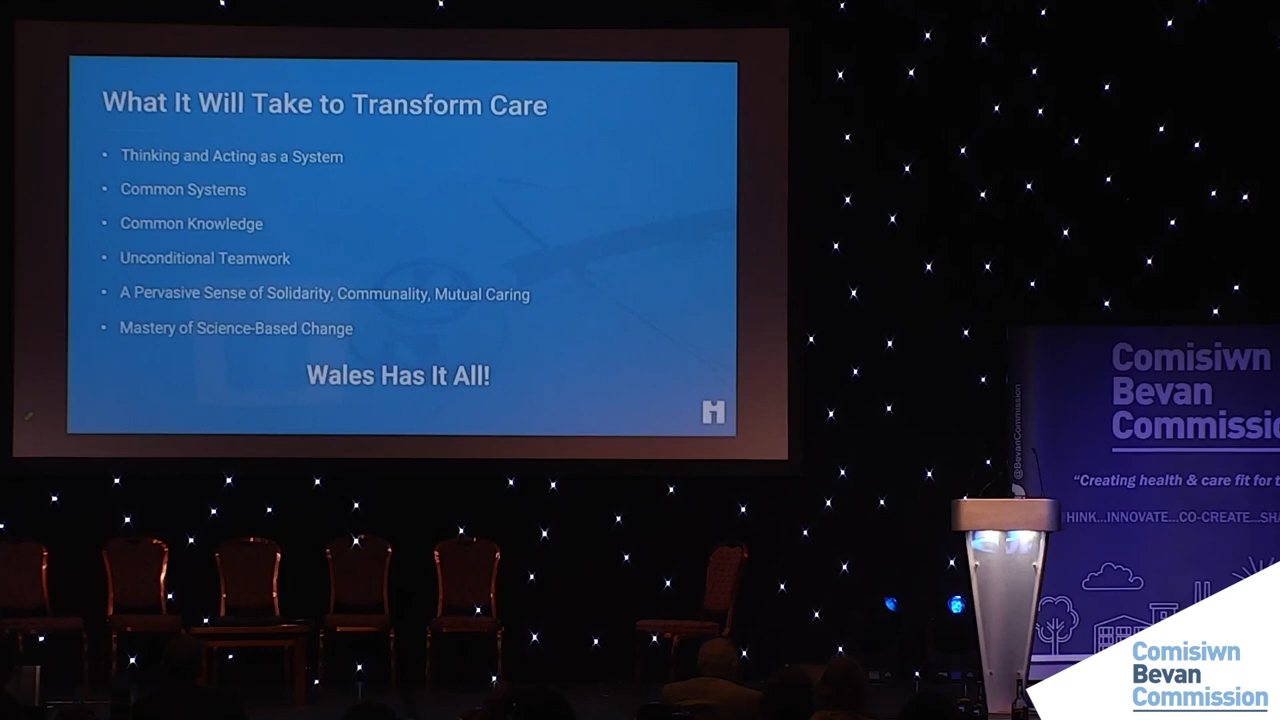 What It Will Take to Transform Care
• Thinking and Acting as a System
• Common Systems
• Common Knowledge
• Unconditional Teamwork
• A Pervasive Sense of Solidarity, Communality, Mutual Caring
• Mastery of Science-Based Change
Wales Has It All!
@BevanCommission
Comisiwn
Bevan
Commissi
"Creating health & care fit for t
HINK...INNOVATE...CO-CREATE...SH
Comisiwn
Bevan
Commission